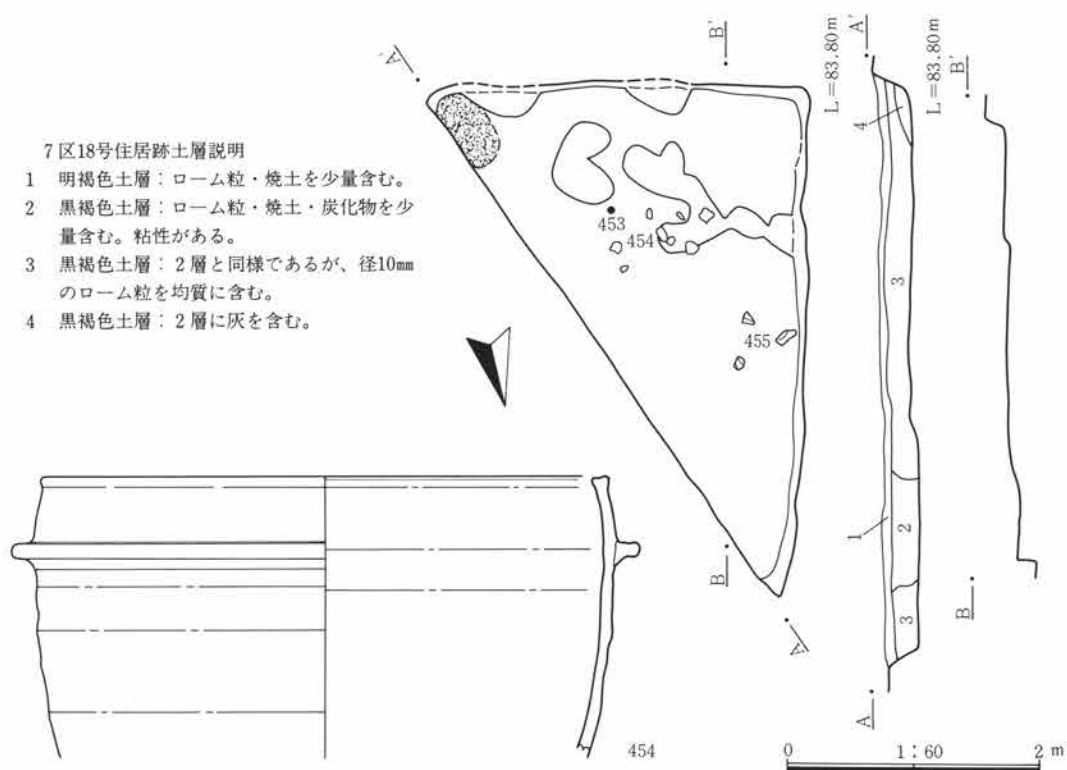 7区18号住居跡土層説明
1 明褐色土層：ローム粒・焼土を少量含む。
2 黒褐色土層：ローム粒・焼土・炭化物を少
量含む。粘性がある。
3 黒褐色土層：2層と同様であるが、径10㎜
のローム粒を均質に含む。
4 黒褐色土層：2層に灰を含む。
A'
B'
453
454
455
B
A
L=83.80m
A'
4
3
1
2
3
A
L=83.80m
B'
B
454
0 1:60 2 m